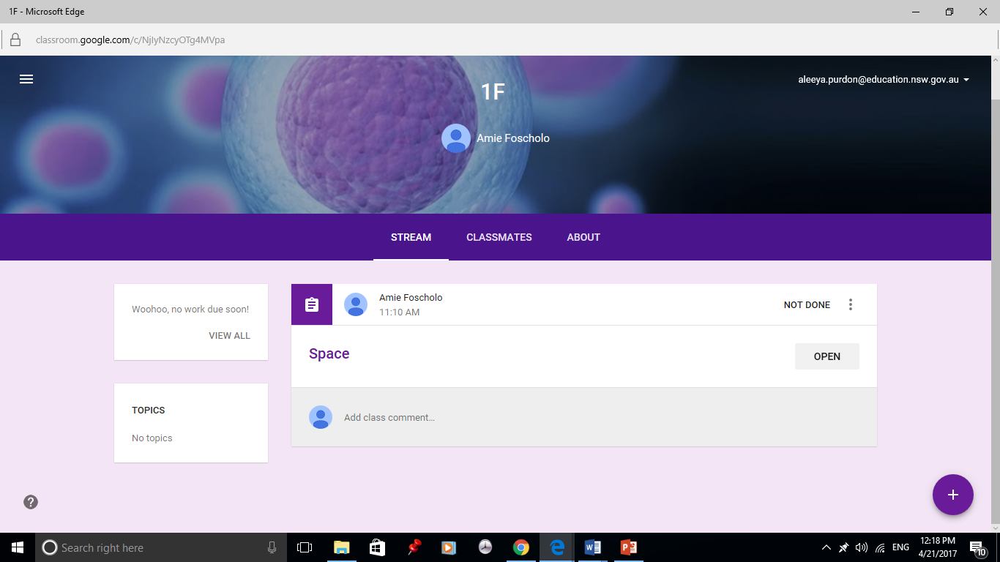 1F - Microsoft Edge
classroom.google.com/c/NjIyNzcyOTg4MVpa
1F
aleeya.purdon@education.nsw.gov.au
Amie Foscholo
STREAM CLASSMATES ABOUT
Woohoo, no work due soon!
VIEW ALL
TOPICS
No topics
Amie Foscholo
11:10 AM
NOT DONE
Space
OPEN
Add class comment...
?
Search right here
ENG
12:18 PM
4/21/2017
10